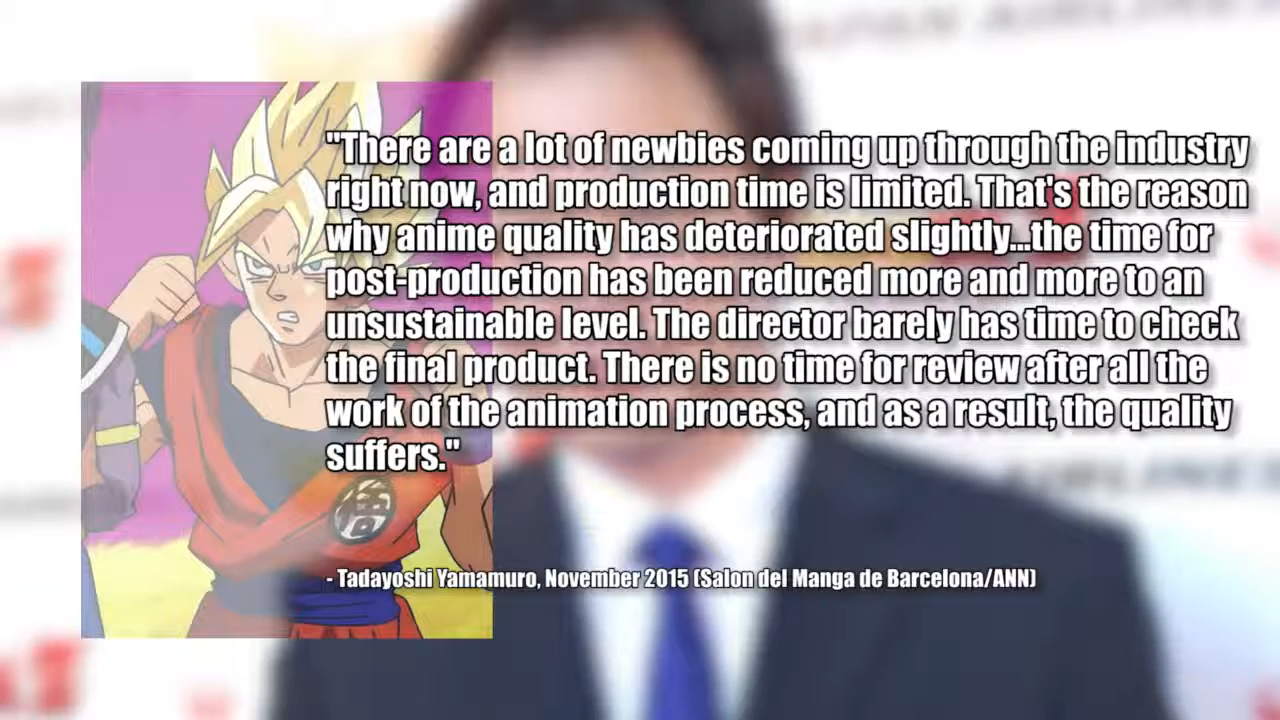 "There are a lot of newbies coming up through the industry
right now, and production time is limited. That's the reason
why anime quality has deteriorated slightly...the time for
post-production has been reduced more and more to an
unsustainable level. The director barely has time to check
the final product. There is no time for review after all the
work of the animation process, and as a result, the quality
suffers."
悟
- Tadayoshi Yamamuro, November 2015 (Salon del Manga de Barcelona/ANN)